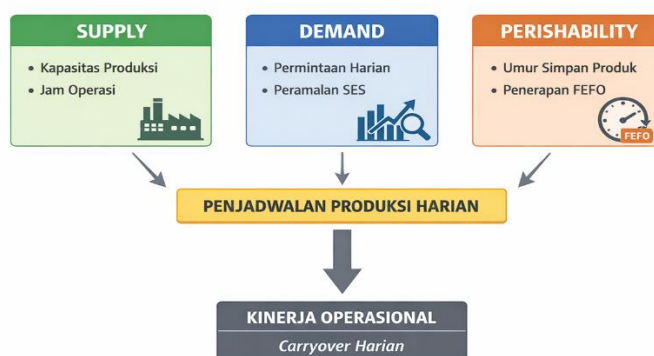 SUPPLY
• Kapasitas Produksi
• Jam Operasi
DEMAND
• Permintaan Harian
• Peramalan SES
PERISHABILITY
• Umur Simpan Produk
• Penerapan FEFO
FEFO
PENJADWALAN PRODUKSI HARIAN
KINERJA OPERASIONAL
Carryover Harian